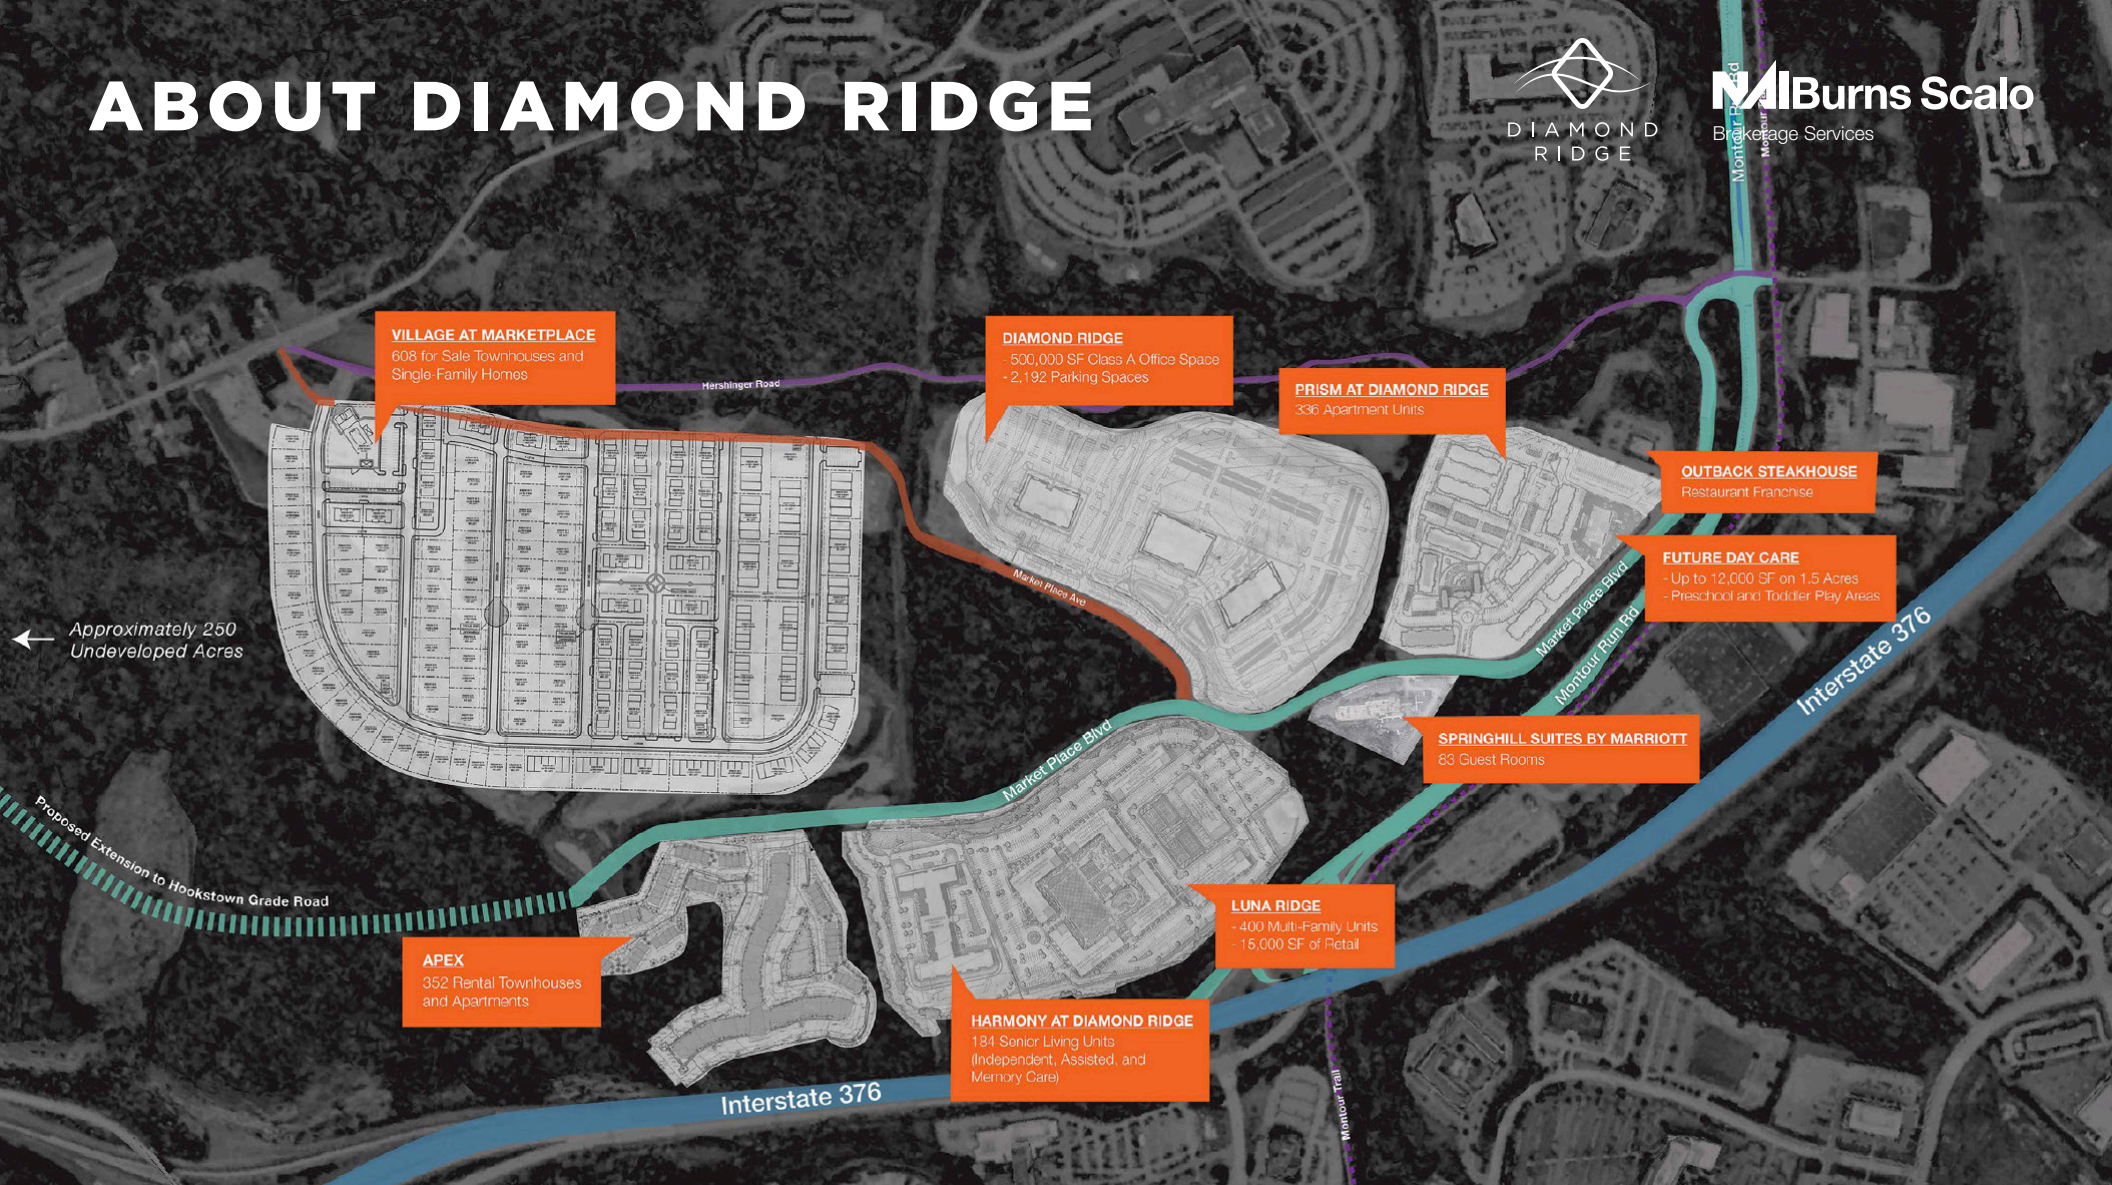 ABOUT DIAMOND RIDGE
DIAMOND
RIDGE
NAI Burns Scalo
Brokerage Services
VILLAGE AT MARKETPLACE
608 for Sale Townhouses and
Single-Family Homes
Hershinger Road
DIAMOND RIDGE
- 500,000 SF Class A Office Space
- 2,192 Parking Spaces
PRISM AT DIAMOND RIDGE
336 Apartment Units
OUTBACK STEAKHOUSE
Restaurant Franchise
FUTURE DAY CARE
- Up to 12,000 SF on 1.5 Acres
- Preschool and Toddler Play Areas
Market Place Ave
Market Place Blvd
Montour Run Rd
Interstate 376
Approximately 250
Undeveloped Acres
SPRINGHILL SUITES BY MARRIOTT
83 Guest Rooms
Market Place Blvd
Proposed Extension to Hookstown Grade Road
LUNA RIDGE
- 400 Multi-Family Units
- 15,000 SF of Retail
APEX
352 Rental Townhouses
and Apartments
HARMONY AT DIAMOND RIDGE
184 Senior Living Units
(Independent, Assisted, and
Memory Care)
Interstate 376
Montour Trail